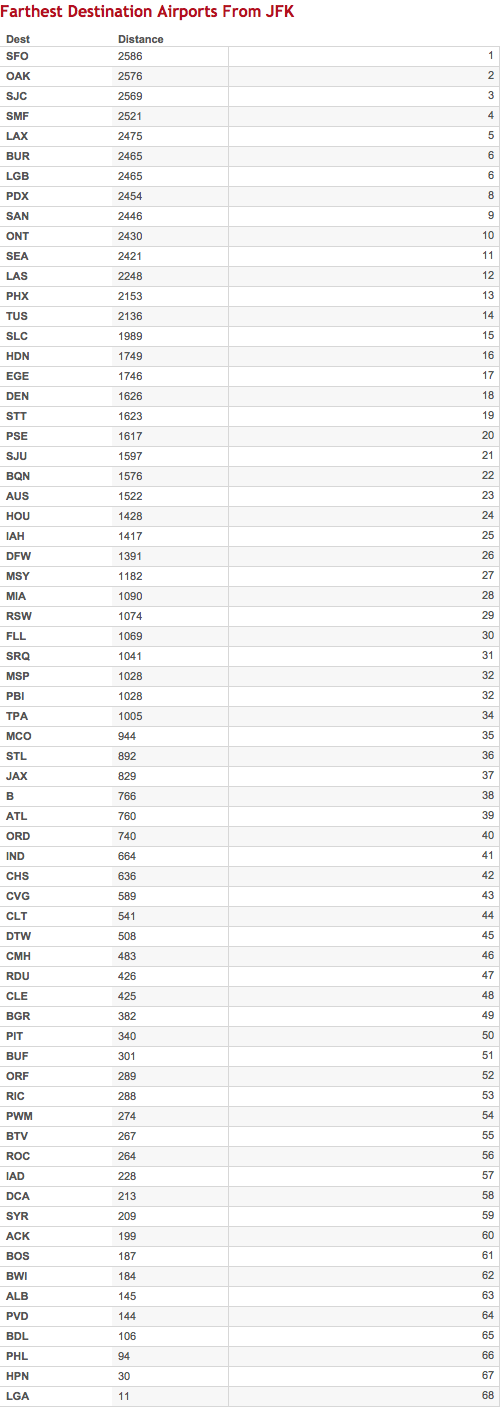 Farthest Destination Airports From JFK
Dest Distance
SFO 2586 1
OAK 2576 2
SJC 2569 3
SMF 2521 4
LAX 2475 5
BUR 2465 6
LGB 2465 6
PDX 2454 8
SAN 2446 9
ONT 2430 10
SEA 2421 11
LAS 2248 12
PHX 2153 13
TUS 2136 14
SLC 1989 15
HDN 1749 16
EGE 1746 17
DEN 1626 18
STT 1623 19
PSE 1617 20
SJU 1597 21
BQN 1576 22
AUS 1522 23
HOU 1428 24
IAH 1417 25
DFW 1391 26
MSY 1182 27
MIA 1090 28
RSW 1074 29
FLL 1069 30
SRQ 1041 31
MSP 1028 32
PBI 1028 32
TPA 1005 34
MCO 944 35
STL 892 36
JAX 829 37
B 766 38
ATL 760 39
ORD 740 40
IND 664 41
CHS 636 42
CVG 589 43
CLT 541 44
DTW 508 45
CMH 483 46
RDU 426 47
CLE 425 48
BGR 382 49
PIT 340 50
BUF 301 51
ORF 289 52
RIC 288 53
PWM 274 54
BTV 267 55
ROC 264 56
IAD 228 57
DCA 213 58
SYR 209 59
ACK 199 60
BOS 187 61
BWI 184 62
ALB 145 63
PVD 144 64
BDL 106 65
PHL 94 66
HPN 30 67
LGA 11 68